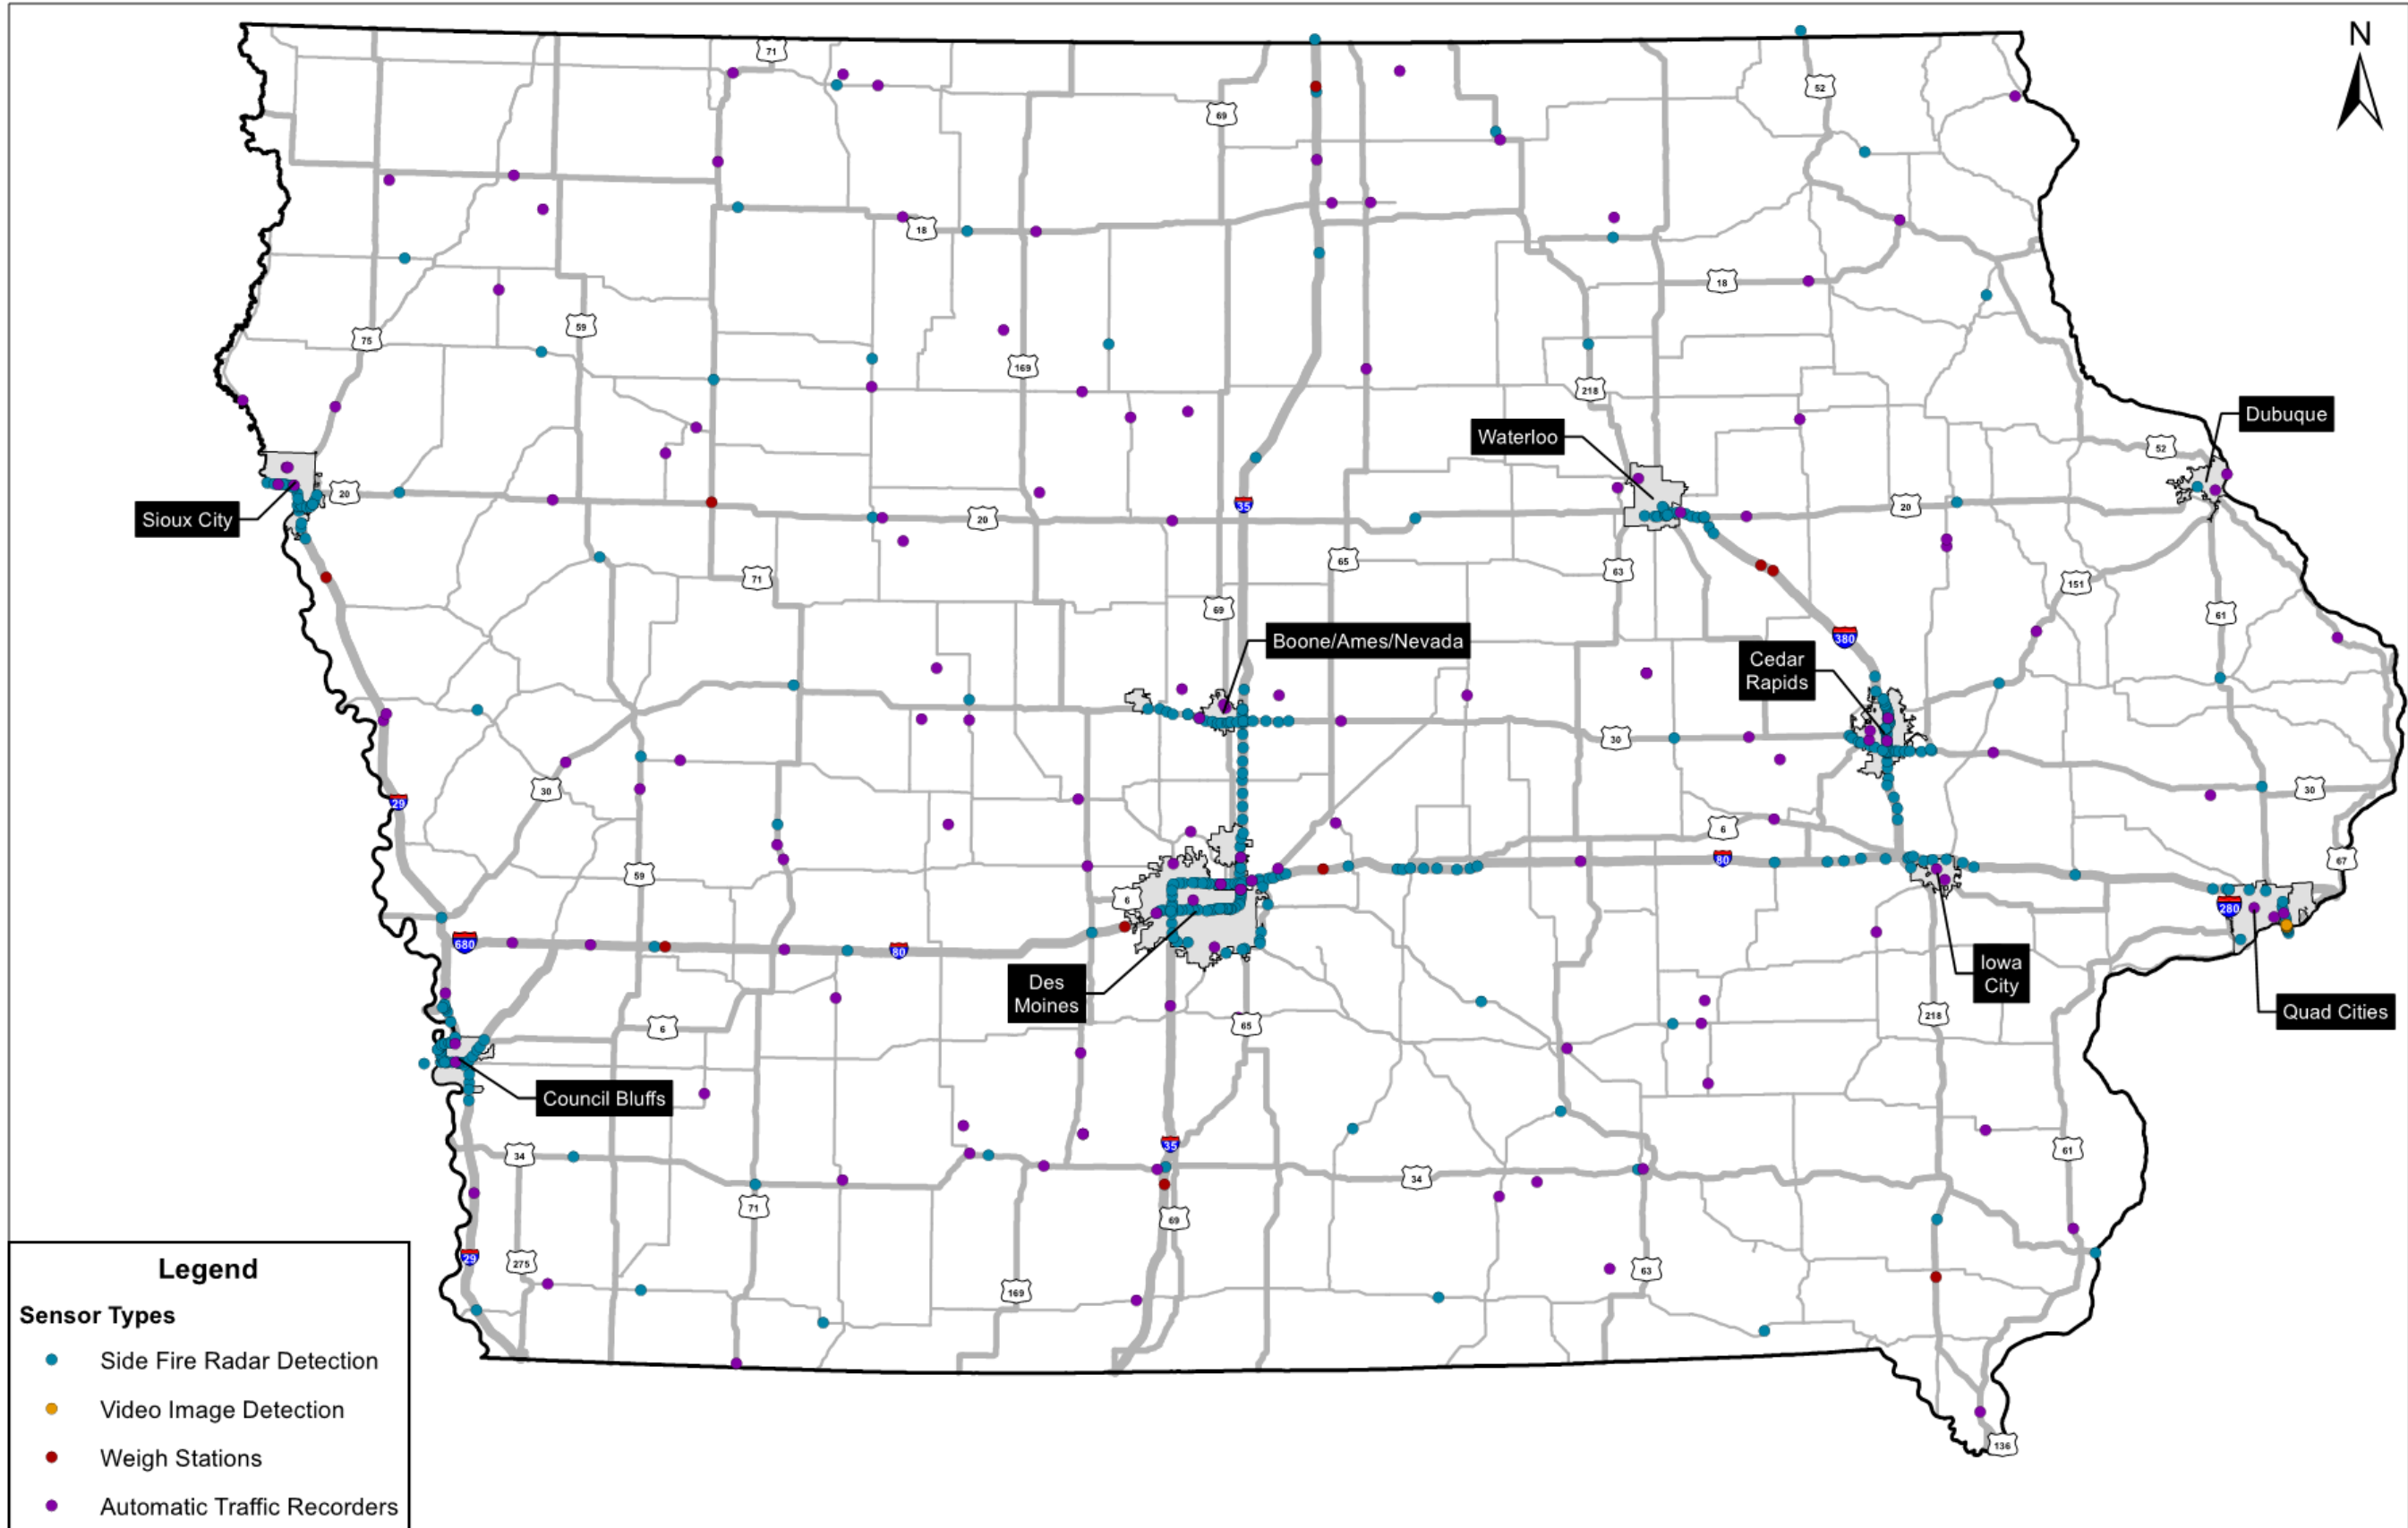 N
71
52
69
18
18
59
75
169
218
Dubuque
Waterloo
52
Sioux City
20
35
20
20
65
63
71
151
69
61
Boone/Ames/Nevada
380
Cedar
Rapids
30
30
30
29
6
80
67
59
6
280
680
80
Des
Moines
Iowa
City
Quad Cities
218
65
6
Council Bluffs
35
34
61
34
71
69
29
275
63
169
136
Legend
Sensor Types
Side Fire Radar Detection
Video Image Detection
Weigh Stations
Automatic Traffic Recorders